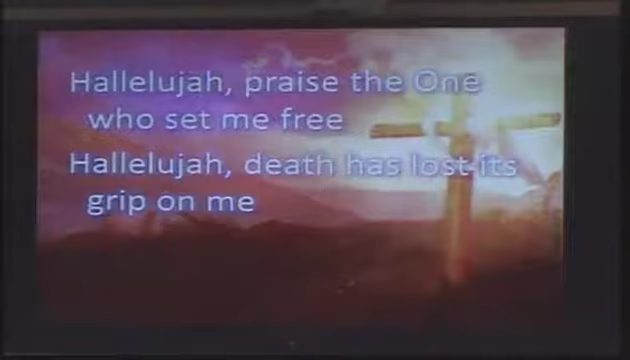 Hallelujah, praise the One
who set me free
Hallelujah, death has lost its
grip on me